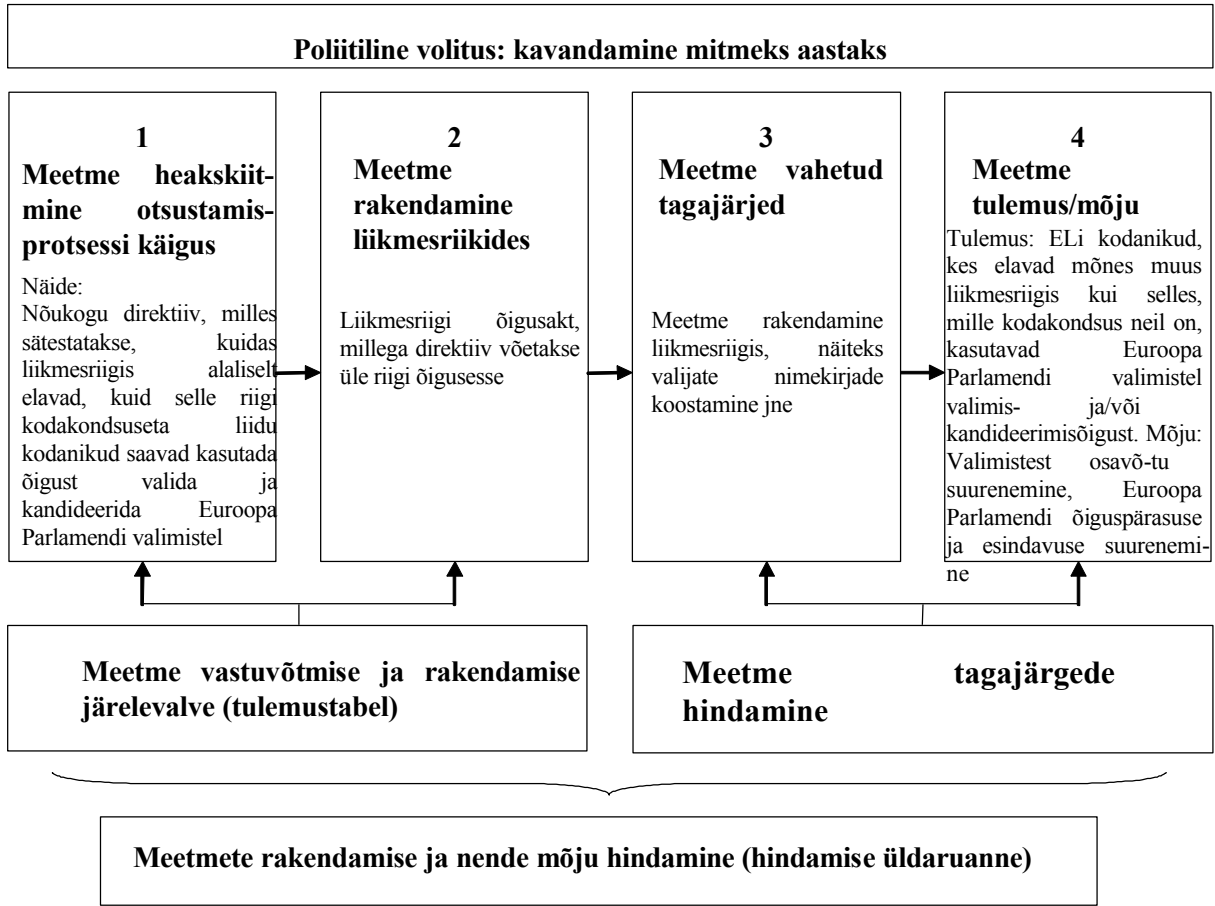 Poliitiline volitus: kavandamine mitmeks aastaks
1
Meetme heakskiit-
mine otsustamis-
protsessi käigus
Näide:
Nõukogu direktiiv, milles
sätestatakse, kuidas
liikmesriigis alaliselt
elavad, kuid selle riigi
kodakondsuseta liidu
kodanikud saavad kasutada
õigust valida ja
kandideerida Euroopa
Parlamendi valimistel
2
Meetme
rakendamine
liikmesriikides
Liikmesriigi õigusakt,
millega direktiiv võetakse
üle riigi õigusesse
3
Meetme vahetud
tagajärjed
Meetme rakendamine
liikmesriigis, näiteks
valijate nimekirjade
koostamine jne
4
Meetme
tulemus/mõju
Tulemus: ELi kodanikud,
kes elavad mõnes muus
liikmesriigis kui selles,
mille kodakondsus neil on,
kasutavad Euroopa
Parlamendi valimistel
valimis- ja/või
kandideerimisõigust. Mõju:
Valimistest osavõ-tu
suurenemine, Euroopa
Parlamendi õiguspärasuse
ja esindavuse suurenemi-
ne
Meetme vastuvõtmise ja rakendamise
järelevalve (tulemustabel)
Meetme tagajärgede
hindamine
Meetmete rakendamise ja nende mõju hindamine (hindamise üldaruanne)